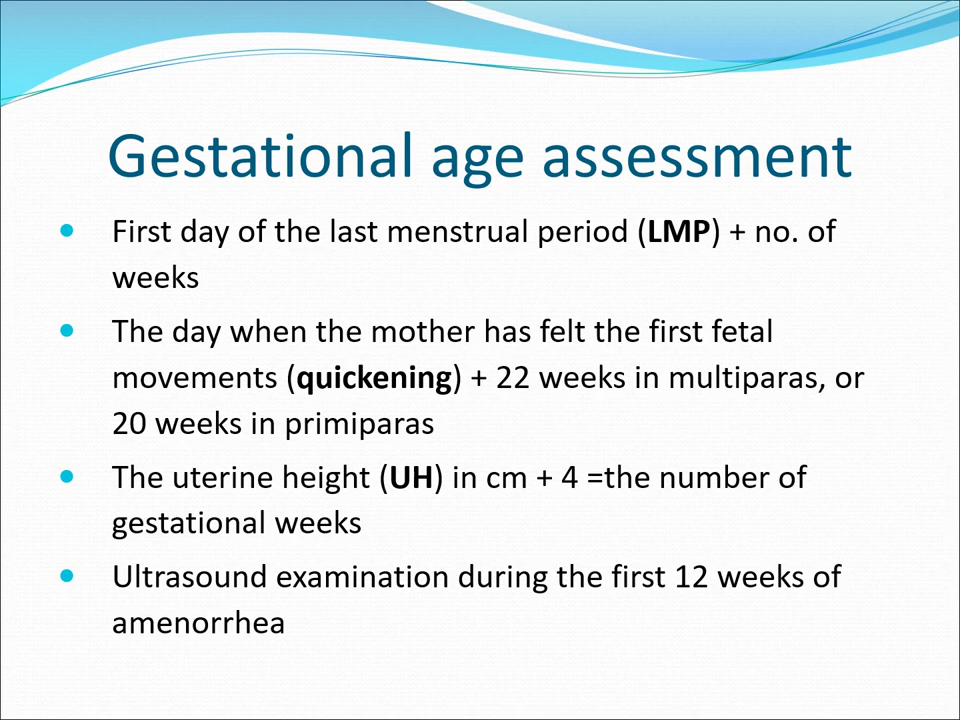 Gestational age assessment
• First day of the last menstrual period (LMP) + no. of
weeks
• The day when the mother has felt the first fetal
movements (quickening) + 22 weeks in multiparas, or
20 weeks in primiparas
• The uterine height (UH) in cm + 4 =the number of
gestational weeks
• Ultrasound examination during the first 12 weeks of
amenorrhea